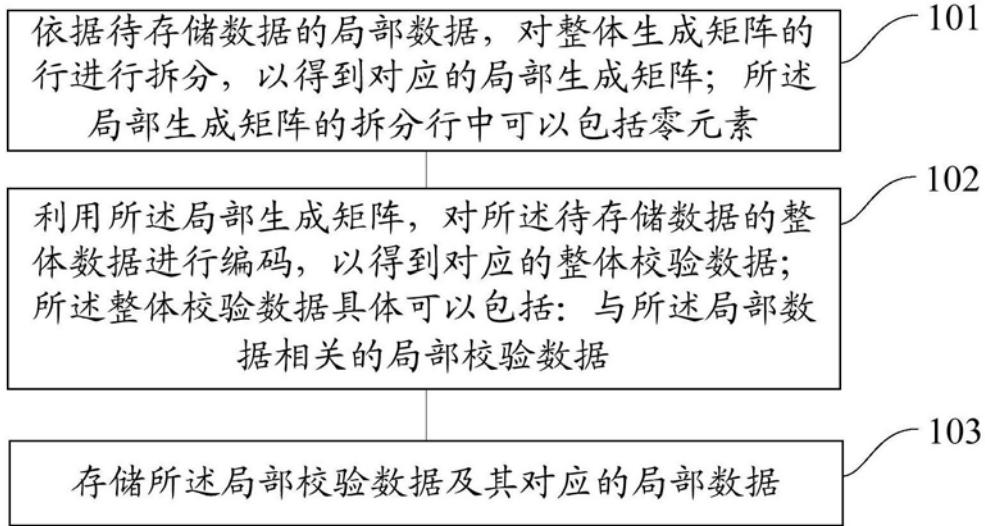 依据待存储数据的局部数据，对整体生成矩阵的
行进行拆分，以得到对应的局部生成矩阵；所述
局部生成矩阵的拆分行中可以包括零元素
101
利用所述局部生成矩阵，对所述待存储数据的整
体数据进行编码，以得到对应的整体校验数据；
所述整体校验数据具体可以包括：与所述局部数
据相关的局部校验数据
102
存储所述局部校验数据及其对应的局部数据
103